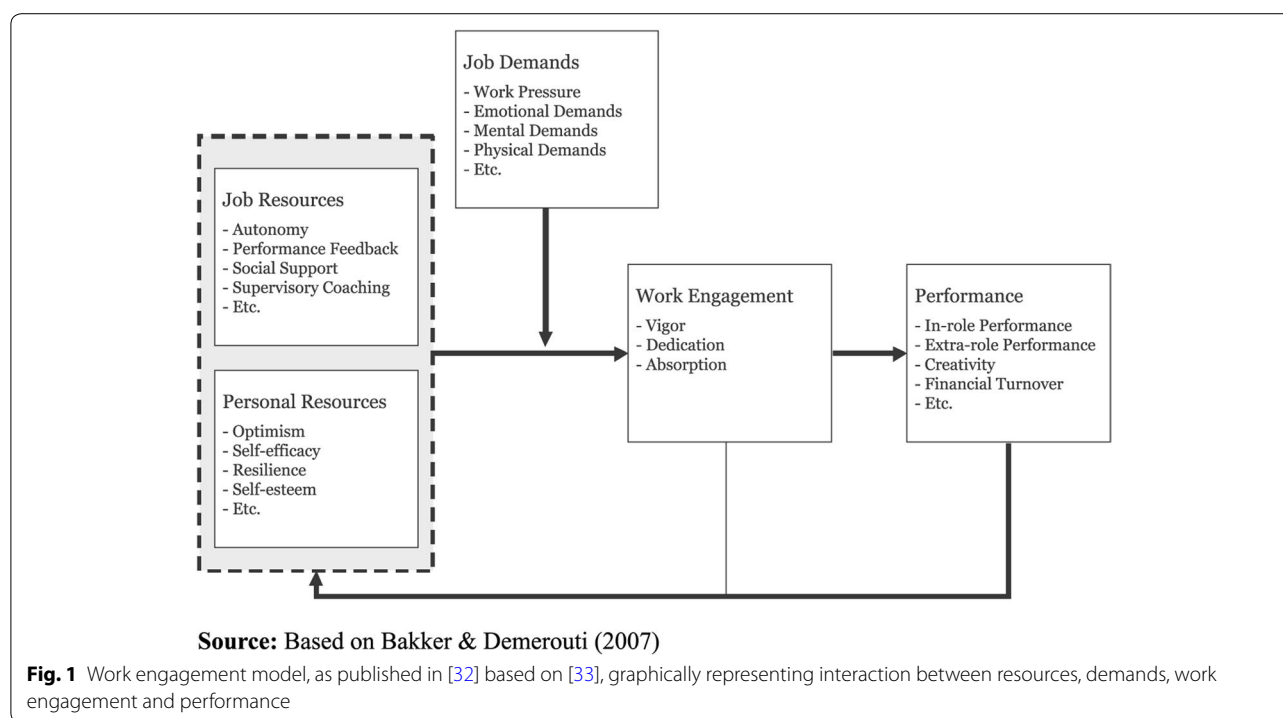 Job Demands
- Work Pressure
- Emotional Demands
- Mental Demands
- Physical Demands
- Etc.
Job Resources
- Autonomy
- Performance Feedback
- Social Support
- Supervisory Coaching
- Etc.
Personal Resources
- Optimism
- Self-efficacy
- Resilience
- Self-esteem
- Etc.
Work Engagement
- Vigor
- Dedication
- Absorption
Performance
- In-role Performance
- Extra-role Performance
- Creativity
- Financial Turnover
- Etc.
Source: Based on Bakker & Demerouti (2007)
Fig. 1 Work engagement model, as published in [32] based on [33], graphically representing interaction between resources, demands, work
engagement and performance